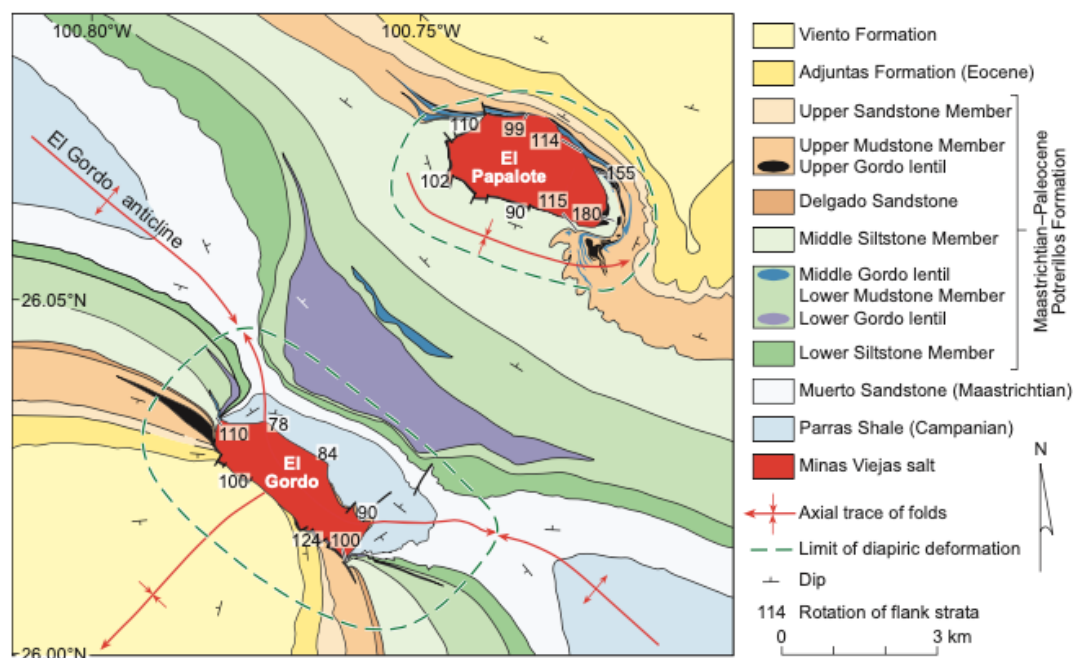 100.80°W
100.75°W
El Gordo anticline
110
99
114
El
Papalote
155
102
115
180
90
26.05°N
78
110
84
El
Gordo
100
90
124
100
26.00°N
Viento Formation
Adjuntas Formation (Eocene)
Upper Sandstone Member
Upper Mudstone Member
Upper Gordo lentil
Delgado Sandstone
Middle Siltstone Member
Middle Gordo lentil
Lower Mudstone Member
Lower Gordo lentil
Lower Siltstone Member
Maastrichtian–Paleocene
Potrerillos Formation
Muerto Sandstone (Maastrichtian)
Parras Shale (Campanian)
Minas Viejas salt
Axial trace of folds
Limit of diapiric deformation
Dip
114 Rotation of flank strata
N
0 3 km